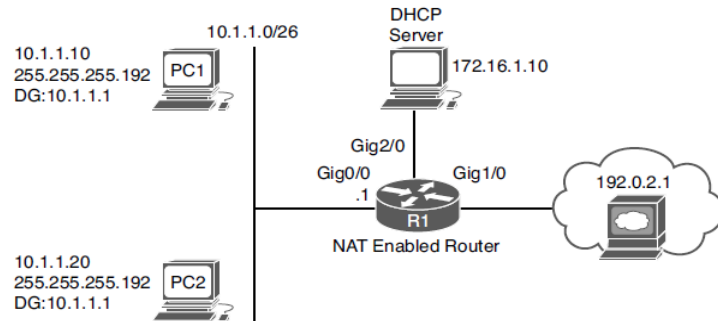 DHCP
Server
10.1.1.0/26
10.1.1.10
255.255.255.192
DG:10.1.1.1
PC1
172.16.1.10
Gig2/0
Gig0/0
Gig1/0
.1
192.0.2.1
R1
NAT Enabled Router
10.1.1.20
255.255.255.192
DG:10.1.1.1
PC2